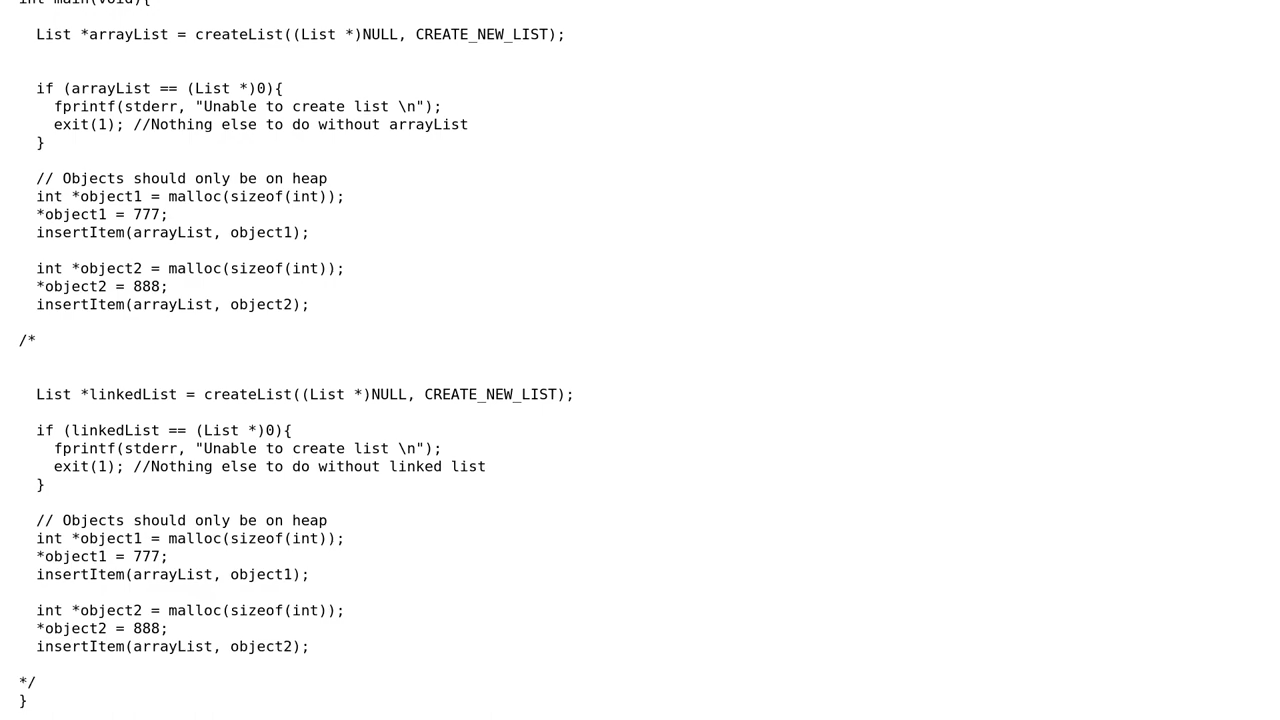 int main(void){
List *arrayList = createList((List *)NULL, CREATE_NEW_LIST);
if (arrayList == (List *)0){
fprintf(stderr, "Unable to create list \n");
exit(1); //Nothing else to do without arrayList
}
// Objects should only be on heap
int *object1 = malloc(sizeof(int));
*object1 = 777;
insertItem(arrayList, object1);
int *object2 = malloc(sizeof(int));
*object2 = 888;
insertItem(arrayList, object2);
/*
List *linkedList = createList((List *)NULL, CREATE_NEW_LIST);
if (linkedList == (List *)0){
fprintf(stderr, "Unable to create list \n");
exit(1); //Nothing else to do without linked list
}
// Objects should only be on heap
int *object1 = malloc(sizeof(int));
*object1 = 777;
insertItem(arrayList, object1);
int *object2 = malloc(sizeof(int));
*object2 = 888;
insertItem(arrayList, object2);
*/
}